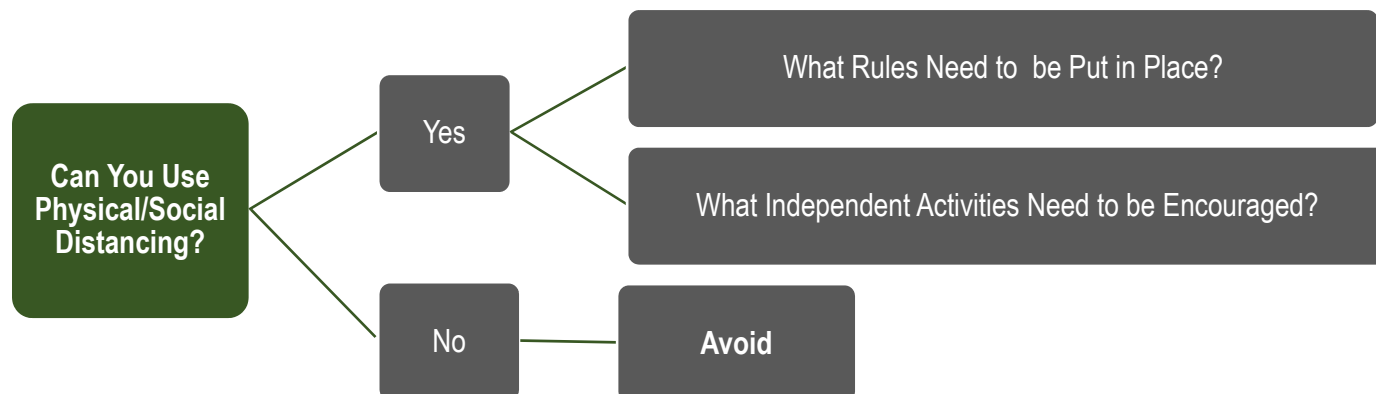 Can You Use
Physical/Social
Distancing?
Yes
What Rules Need to  be Put in Place?
What Independent Activities Need to be Encouraged?
No
Avoid